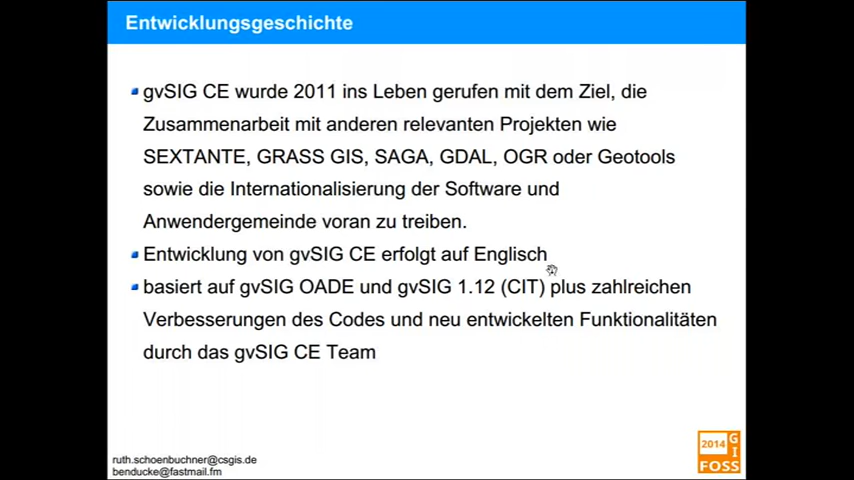 Entwicklungsgeschichte
gvSIG CE wurde 2011 ins Leben gerufen mit dem Ziel, die
Zusammenarbeit mit anderen relevanten Projekten wie
SEXTANTE, GRASS GIS, SAGA, GDAL, OGR oder Geotools
sowie die Internationalisierung der Software und
Anwendergemeinde voran zu treiben.
Entwicklung von gvSIG CE erfolgt auf Englisch
basiert auf gvSIG OADE und gvSIG 1.12 (CIT) plus zahlreichen
Verbesserungen des Codes und neu entwickelten Funktionalitäten
durch das gvSIG CE Team
ruth.schoenbuchner@csgis.de
benducke@fastmail.fm
2014
G
I
FOSS